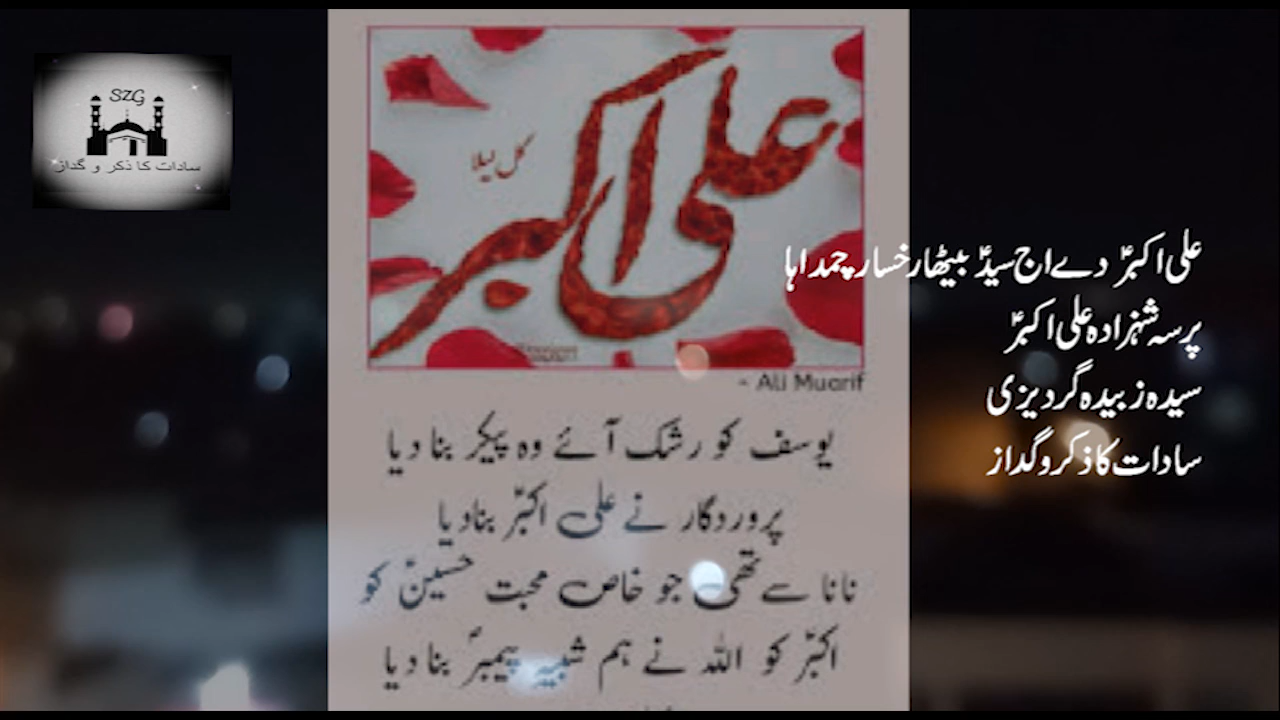 SZG
سادات کا ذکر و گداز
علی اکبر
گل لیلا
- Ali Muarif
یوسف کو رشک آئے وہ پیکر بنا دیا
پروردگار نے علی اکبرؑ بنا دیا
نانا سے تھی جو خاص محبت حسینؑ کو
اکبرؑ کو اللہ نے ہم شبیہِ پیمبرؐ بنا دیا
علی اکبرؑ دے اج سیدؑ بیٹھا رخسار چمدا ہا
پرسہ شہزادہ علی اکبرؑ
سیدہ زبیدہ گردیزی
سادات کا ذکر و گداز